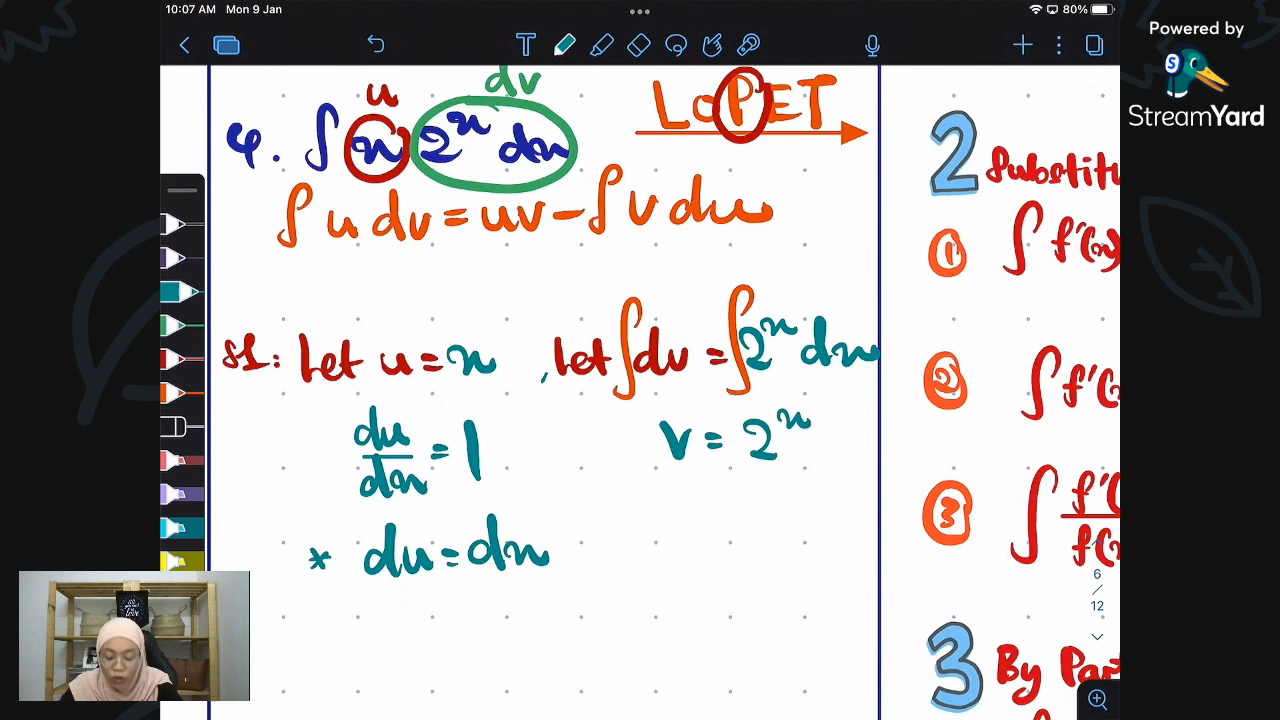 10:07 AM Mon 9 Jan
80%
Powered by
StreamYard
S
T
u
dv
LoPET
4. ∫ x 2^x dx
∫ u dv = uv - ∫ v du
S1: Let u = x , Let ∫ dv = ∫ 2^x dx
du/dx = 1
v = 2^x
* du = dx
2
Substitu
① ∫ f'(x)
② ∫ f'(x
③ ∫ f'(
f(x
6
/
12
3
By Par